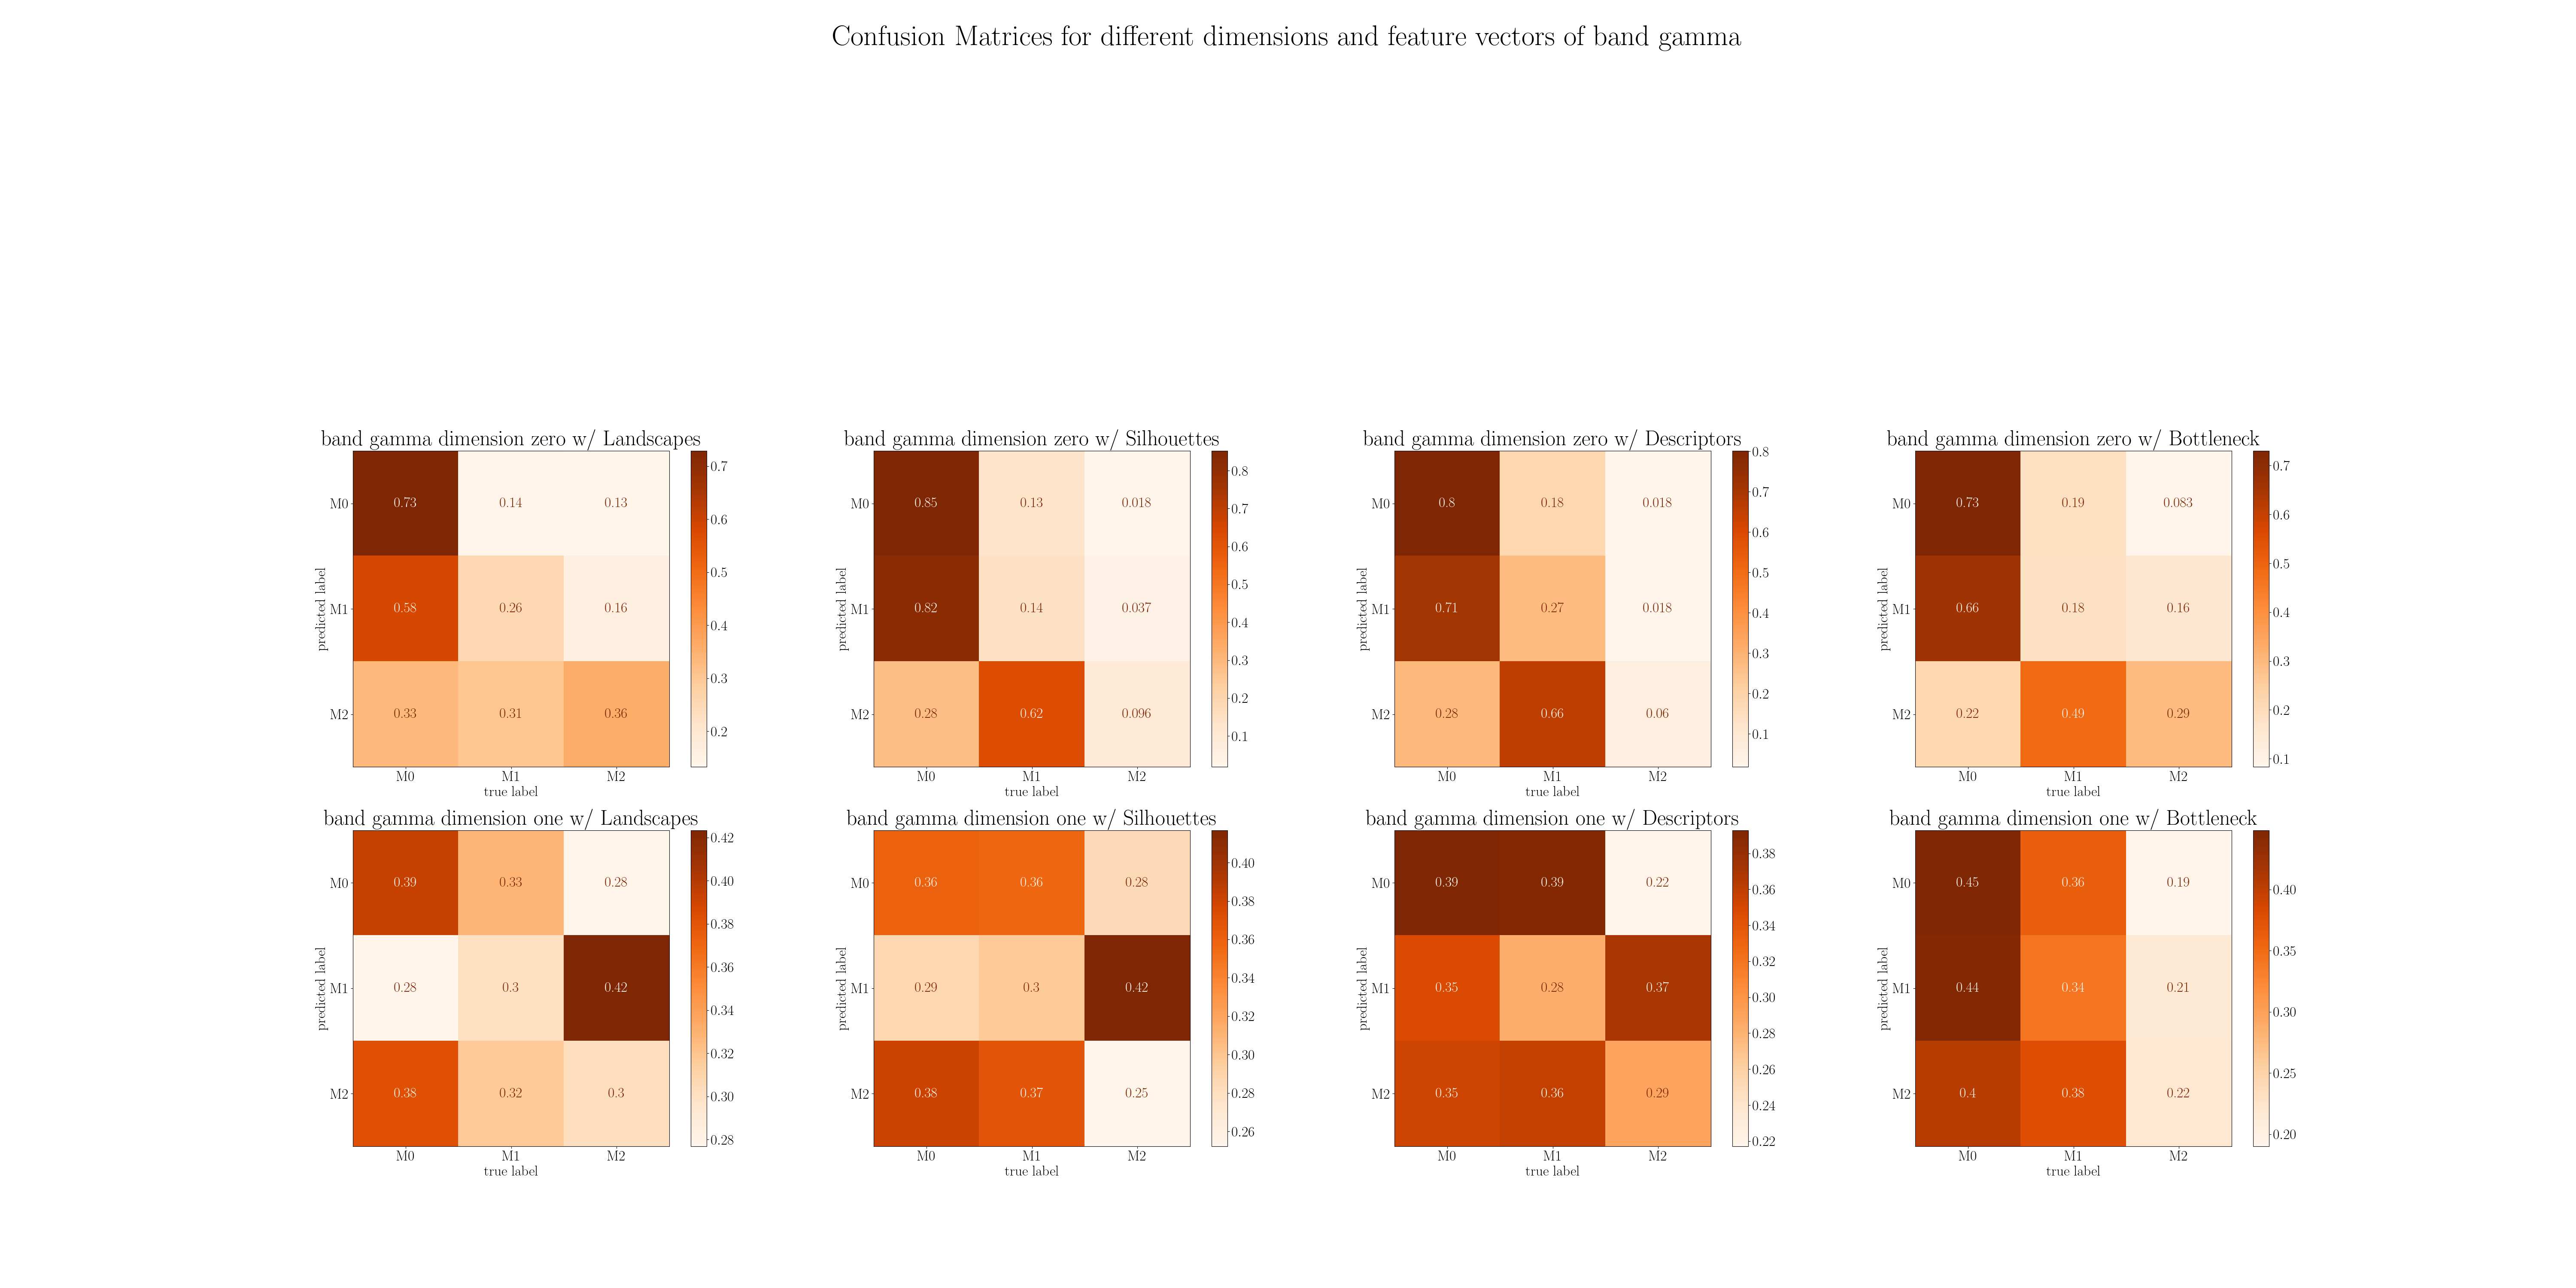 Confusion Matrices for different dimensions and feature vectors of band gamma
band gamma dimension zero w/ Landscapes
predicted label
M0
0.73
0.14
0.13
M1
0.58
0.26
0.16
M2
0.33
0.31
0.36
M0
M1
M2
true label
0.7
0.6
0.5
0.4
0.3
0.2
band gamma dimension zero w/ Silhouettes
predicted label
M0
0.85
0.13
0.018
M1
0.82
0.14
0.037
M2
0.28
0.62
0.096
M0
M1
M2
true label
0.8
0.7
0.6
0.5
0.4
0.3
0.2
0.1
band gamma dimension zero w/ Descriptors
predicted label
M0
0.8
0.18
0.018
M1
0.71
0.27
0.018
M2
0.28
0.66
0.06
M0
M1
M2
true label
0.8
0.7
0.6
0.5
0.4
0.3
0.2
0.1
band gamma dimension zero w/ Bottleneck
predicted label
M0
0.73
0.19
0.083
M1
0.66
0.18
0.16
M2
0.22
0.49
0.29
M0
M1
M2
true label
0.7
0.6
0.5
0.4
0.3
0.2
0.1
band gamma dimension one w/ Landscapes
predicted label
M0
0.39
0.33
0.28
M1
0.28
0.3
0.42
M2
0.38
0.32
0.3
M0
M1
M2
true label
0.42
0.40
0.38
0.36
0.34
0.32
0.30
0.28
band gamma dimension one w/ Silhouettes
predicted label
M0
0.36
0.36
0.28
M1
0.29
0.3
0.42
M2
0.38
0.37
0.25
M0
M1
M2
true label
0.40
0.38
0.36
0.34
0.32
0.30
0.28
0.26
band gamma dimension one w/ Descriptors
predicted label
M0
0.39
0.39
0.22
M1
0.35
0.28
0.37
M2
0.35
0.36
0.29
M0
M1
M2
true label
0.38
0.36
0.34
0.32
0.30
0.28
0.26
0.24
0.22
band gamma dimension one w/ Bottleneck
predicted label
M0
0.45
0.36
0.19
M1
0.44
0.34
0.21
M2
0.4
0.38
0.22
M0
M1
M2
true label
0.40
0.35
0.30
0.25
0.20